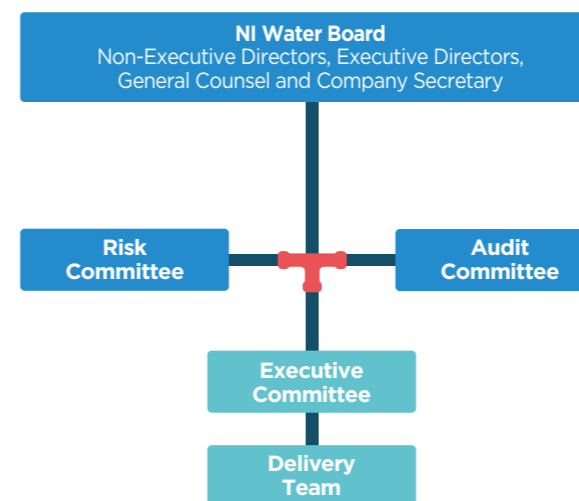 NI Water Board
Non-Executive Directors, Executive Directors,
General Counsel and Company Secretary
Risk
Committee
Audit
Committee
Executive
Committee
Delivery
Team